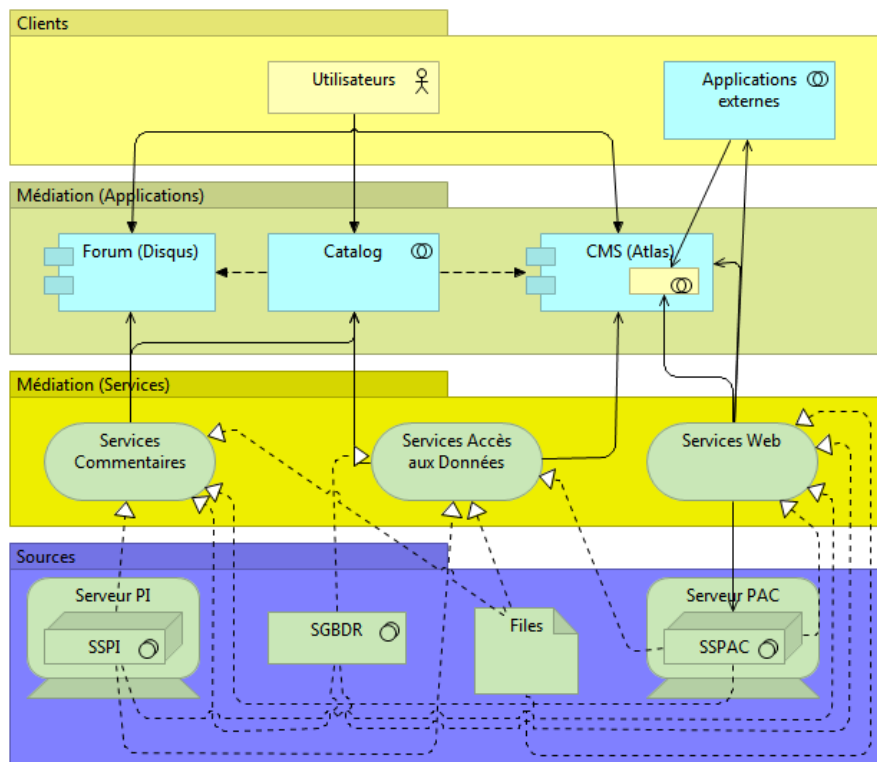 Clients
Utilisateurs
Applications
externes
Médiation (Applications)
Forum (Disqus)
Catalog
CMS (Atlas)
Médiation (Services)
Services
Commentaires
Services Accès
aux Données
Services Web
Sources
Serveur PI
SSPI
SGBDR
Files
Serveur PAC
SSPAC